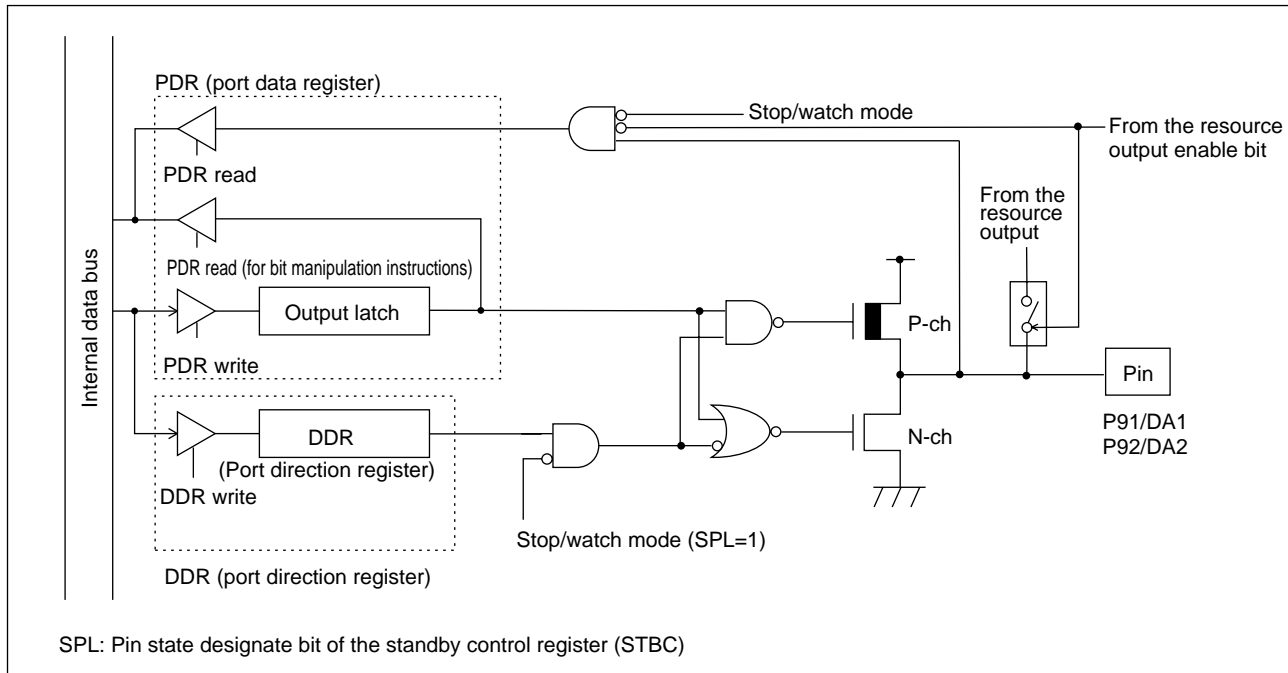 PDR (port data register)
Stop/watch mode
From the resource
output enable bit
PDR read
From the
resource
output
PDR read (for bit manipulation instructions)
Internal data bus
Output latch
P-ch
PDR write
Pin
DDR
(Port direction register)
N-ch
P91/DA1
P92/DA2
DDR write
Stop/watch mode (SPL=1)
DDR (port direction register)
SPL: Pin state designate bit of the standby control register (STBC)